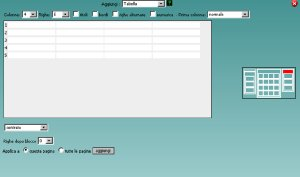 Aggiungi: Tabella ?
Colonne: 4 Righe: 5 titoli bordi righe alternate numerica - Prima colonna: normale
1
2
3
4
5
centrato
Righe dopo blocco: 0
Applica a: questa pagina tutte le pagine aggiungi